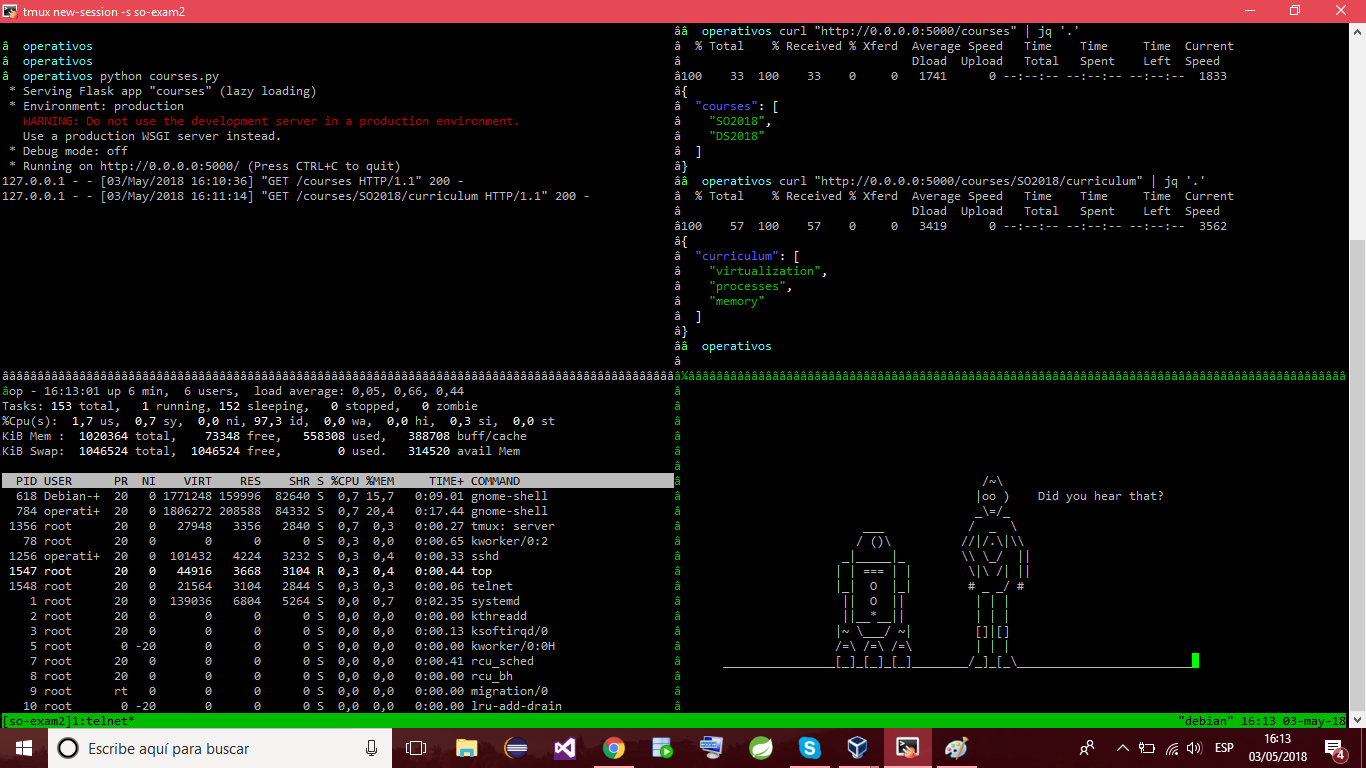 tmux new-session -s so-exam2
â  operativos
â  operativos
â  operativos python courses.py
 * Serving Flask app "courses" (lazy loading)
 * Environment: production
   WARNING: Do not use the development server in a production environment.
   Use a production WSGI server instead.
 * Debug mode: off
 * Running on http://0.0.0.0:5000/ (Press CTRL+C to quit)
127.0.0.1 - - [03/May/2018 16:10:36] "GET /courses HTTP/1.1" 200 -
127.0.0.1 - - [03/May/2018 16:11:14] "GET /courses/SO2018/curriculum HTTP/1.1" 200 -
ââ  operativos curl "http://0.0.0.0:5000/courses" | jq '.'
â  % Total    % Received % Xferd  Average Speed   Time    Time     Time  Current
â                                 Dload  Upload   Total   Spent    Left  Speed
â100    33  100    33    0     0   1741      0 --:--:-- --:--:-- --:--:--  1833
â{
â  "courses": [
â    "SO2018",
â    "DS2018"
â  ]
â}
ââ  operativos curl "http://0.0.0.0:5000/courses/SO2018/curriculum" | jq '.'
â  % Total    % Received % Xferd  Average Speed   Time    Time     Time  Current
â                                 Dload  Upload   Total   Spent    Left  Speed
â100    57  100    57    0     0   3419      0 --:--:-- --:--:-- --:--:--  3562
â{
â  "curriculum": [
â    "virtualization",
â    "processes",
â    "memory"
â  ]
â}
ââ  operativos
â
âop - 16:13:01 up 6 min,  6 users,  load average: 0,05, 0,66, 0,44
Tasks: 153 total,   1 running, 152 sleeping,   0 stopped,   0 zombie
%Cpu(s):  1,7 us,  0,7 sy,  0,0 ni, 97,3 id,  0,0 wa,  0,0 hi,  0,3 si,  0,0 st
KiB Mem :  1020364 total,    73348 free,   558308 used,   388708 buff/cache
KiB Swap:  1046524 total,  1046524 free,        0 used.   314520 avail Mem
  PID USER      PR  NI    VIRT    RES    SHR S %CPU %MEM     TIME+ COMMAND
  618 Debian-+  20   0 1771248 159996  82640 S  0,7 15,7   0:09.01 gnome-shell
  784 operati+  20   0 1806272 208588  84332 S  0,7 20,4   0:17.44 gnome-shell
 1356 root      20   0   27948   3356   2840 S  0,7  0,3   0:00.27 tmux: server
   78 root      20   0       0      0      0 S  0,3  0,0   0:00.65 kworker/0:2
 1256 operati+  20   0  101432   4224   3232 S  0,3  0,4   0:00.33 sshd
 1547 root      20   0   44916   3668   3104 R  0,3  0,4   0:00.44 top
 1548 root      20   0   21564   3104   2844 S  0,3  0,3   0:00.06 telnet
    1 root      20   0  139036   6804   5264 S  0,0  0,7   0:02.35 systemd
    2 root      20   0       0      0      0 S  0,0  0,0   0:00.00 kthreadd
    3 root      20   0       0      0      0 S  0,0  0,0   0:00.13 ksoftirqd/0
    5 root       0 -20       0      0      0 S  0,0  0,0   0:00.00 kworker/0:0H
    7 root      20   0       0      0      0 S  0,0  0,0   0:00.41 rcu_sched
    8 root      20   0       0      0      0 S  0,0  0,0   0:00.00 rcu_bh
    9 root      rt   0       0      0      0 S  0,0  0,0   0:00.00 migration/0
   10 root       0 -20       0      0      0 S  0,0  0,0   0:00.00 lru-add-drain
Did you hear that?
[so-exam2]1:telnet*
"debian" 16:13 03-may-18
Escribe aquí para buscar
ESP
16:13
03/05/2018
4